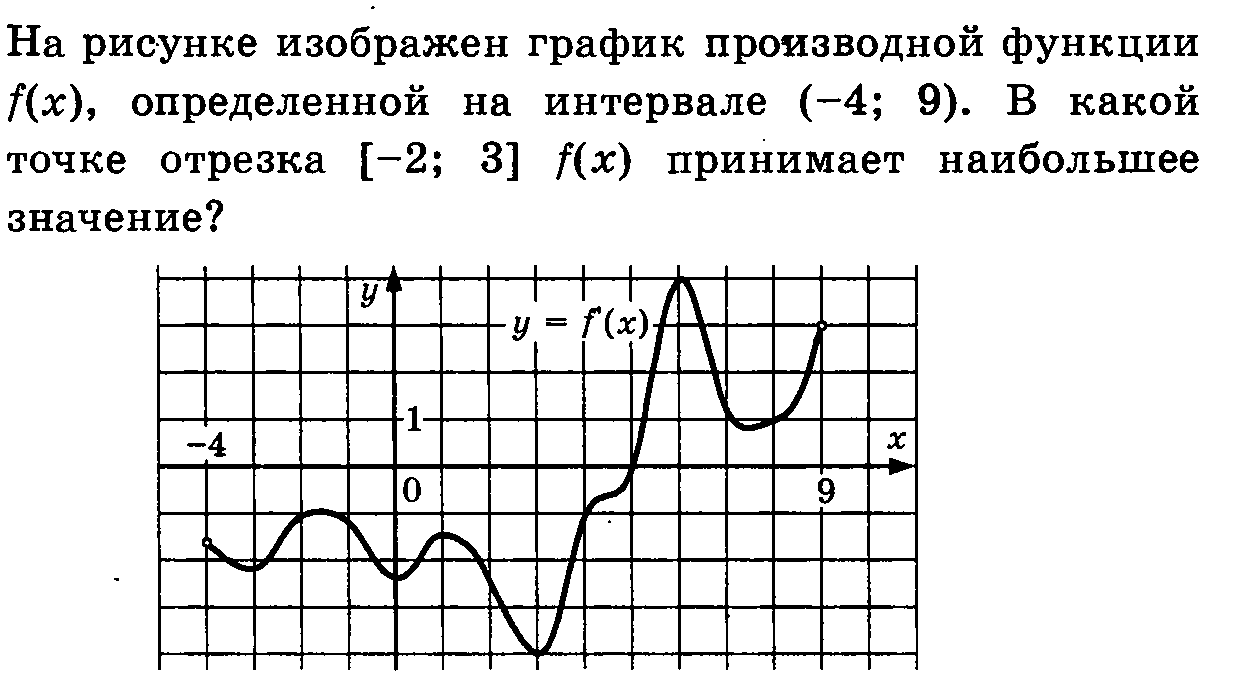 На рисунке изображен график производной функции
f(x), определенной на интервале (−4; 9). В какой
точке отрезка [−2; 3] f(x) принимает наибольшее
значение?
y
y = f'(x)
1
−4
x
0
9